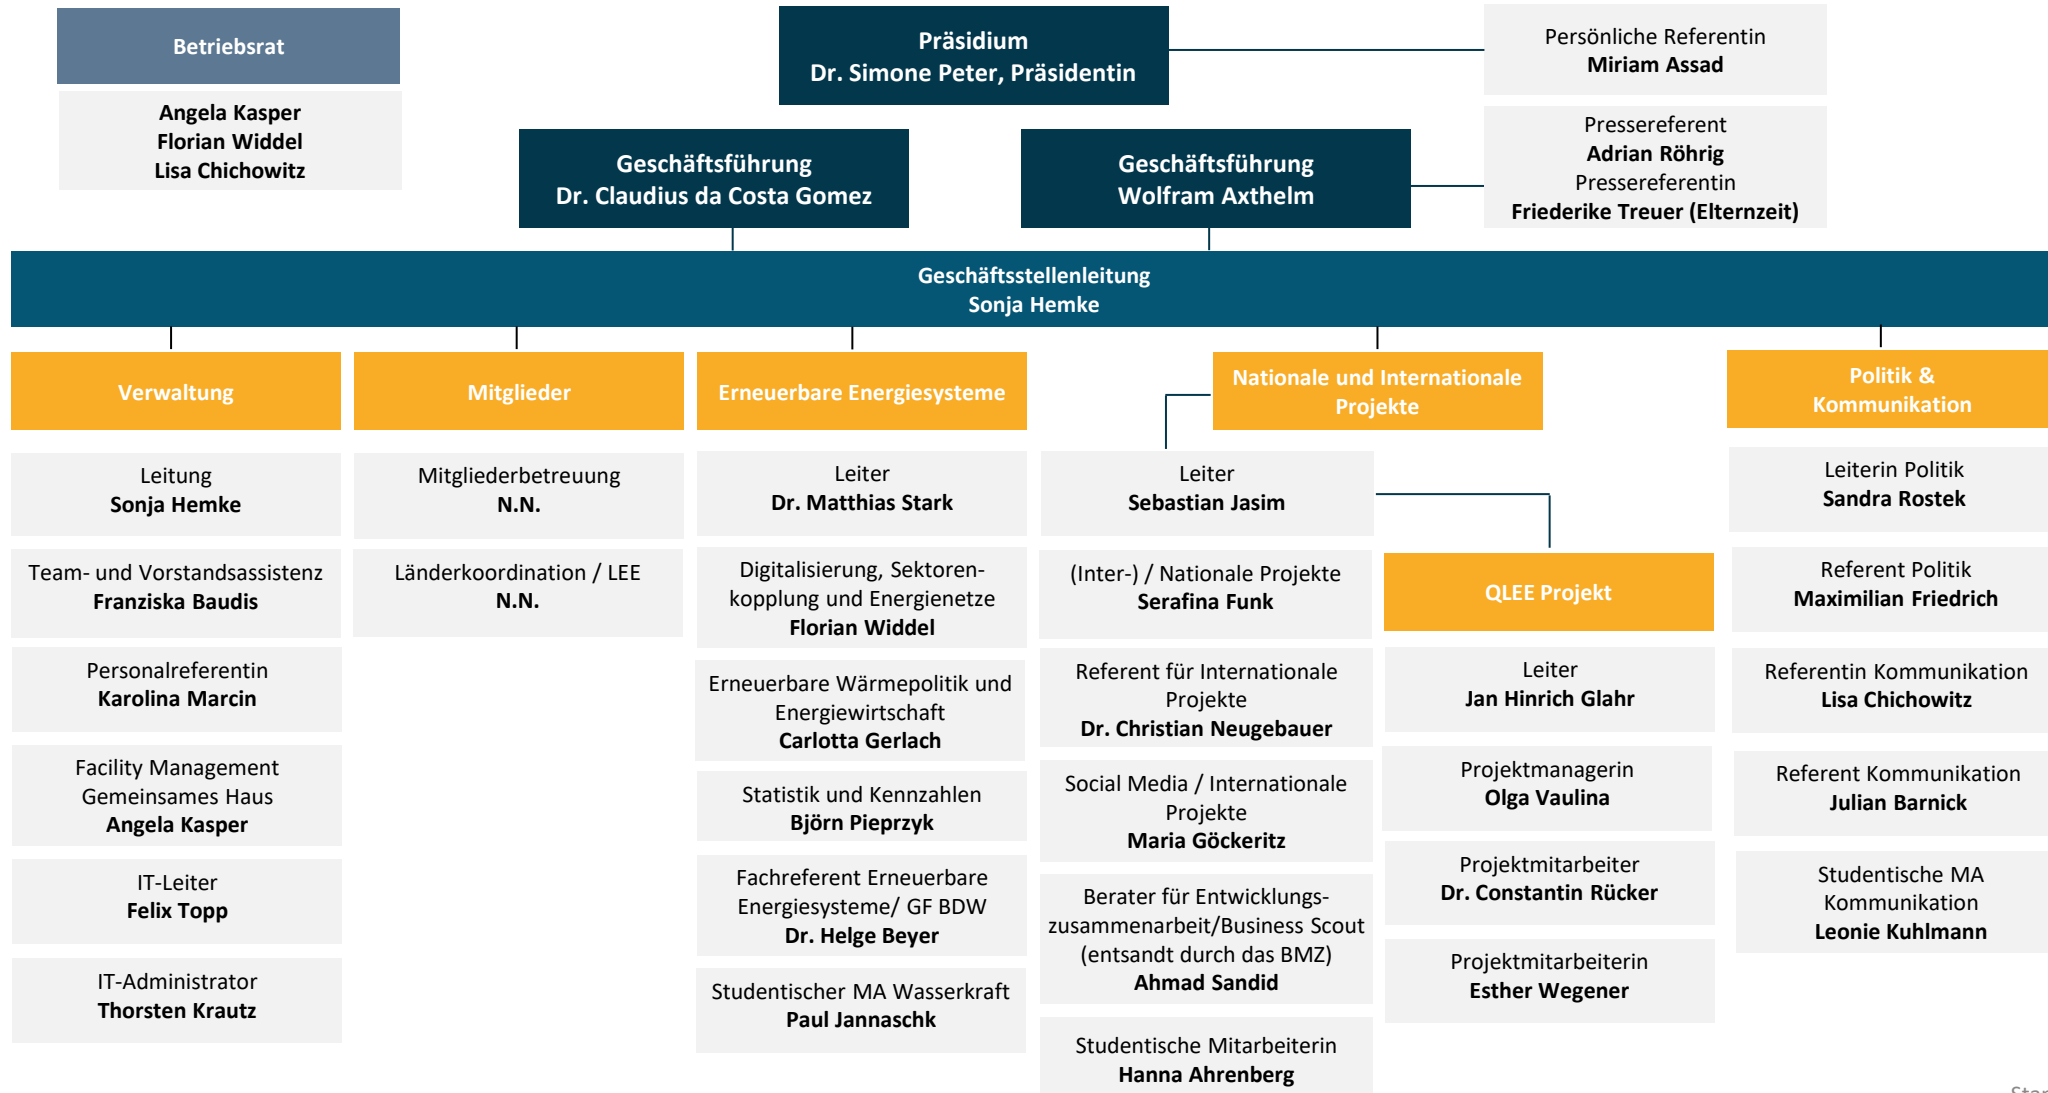 Betriebsrat
Angela Kasper
Florian Widdel
Lisa Chichowitz
Präsidium
Dr. Simone Peter, Präsidentin
Persönliche Referentin
Miriam Assad
Geschäftsführung
Dr. Claudius da Costa Gomez
Geschäftsführung
Wolfram Axthelm
Pressereferent
Adrian Röhrig
Pressereferentin
Friederike Treuer (Elternzeit)
Geschäftsstellenleitung
Sonja Hemke
Verwaltung
Leitung
Sonja Hemke
Team- und Vorstandsassistenz
Franziska Baudis
Personalreferentin
Karolina Marcin
Facility Management
Gemeinsames Haus
Angela Kasper
IT-Leiter
Felix Topp
IT-Administrator
Thorsten Krautz
Mitglieder
Mitgliederbetreuung
N.N.
Länderkoordination / LEE
N.N.
Erneuerbare Energiesysteme
Leiter
Dr. Matthias Stark
Digitalisierung, Sektoren-
kopplung und Energienetze
Florian Widdel
Erneuerbare Wärmepolitik und
Energiewirtschaft
Carlotta Gerlach
Statistik und Kennzahlen
Björn Pieprzyk
Fachreferent Erneuerbare
Energiesysteme/ GF BDW
Dr. Helge Beyer
Studentischer MA Wasserkraft
Paul Jannaschk
Nationale und Internationale
Projekte
Leiter
Sebastian Jasim
(Inter-) / Nationale Projekte
Serafina Funk
Referent für Internationale
Projekte
Dr. Christian Neugebauer
Social Media / Internationale
Projekte
Maria Göckeritz
Berater für Entwicklungs-
zusammenarbeit/Business Scout
(entsandt durch das BMZ)
Ahmad Sandid
Studentische Mitarbeiterin
Hanna Ahrenberg
QLEE Projekt
Leiter
Jan Hinrich Glahr
Projektmanagerin
Olga Vaulina
Projektmitarbeiter
Dr. Constantin Rücker
Projektmitarbeiterin
Esther Wegener
Politik &
Kommunikation
Leiterin Politik
Sandra Rostek
Referent Politik
Maximilian Friedrich
Referentin Kommunikation
Lisa Chichowitz
Referent Kommunikation
Julian Barnick
Studentische MA
Kommunikation
Leonie Kuhlmann